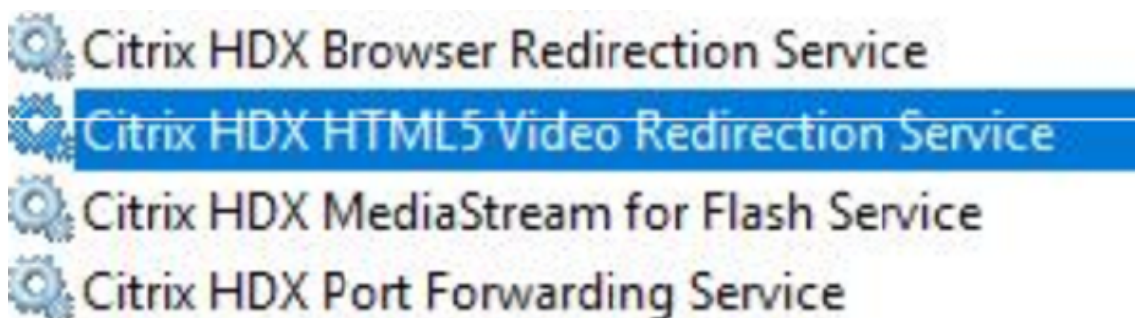 Citrix HDX Browser Redirection Service
Citrix HDX HTML5 Video Redirection Service
Citrix HDX MediaStream for Flash Service
Citrix HDX Port Forwarding Service